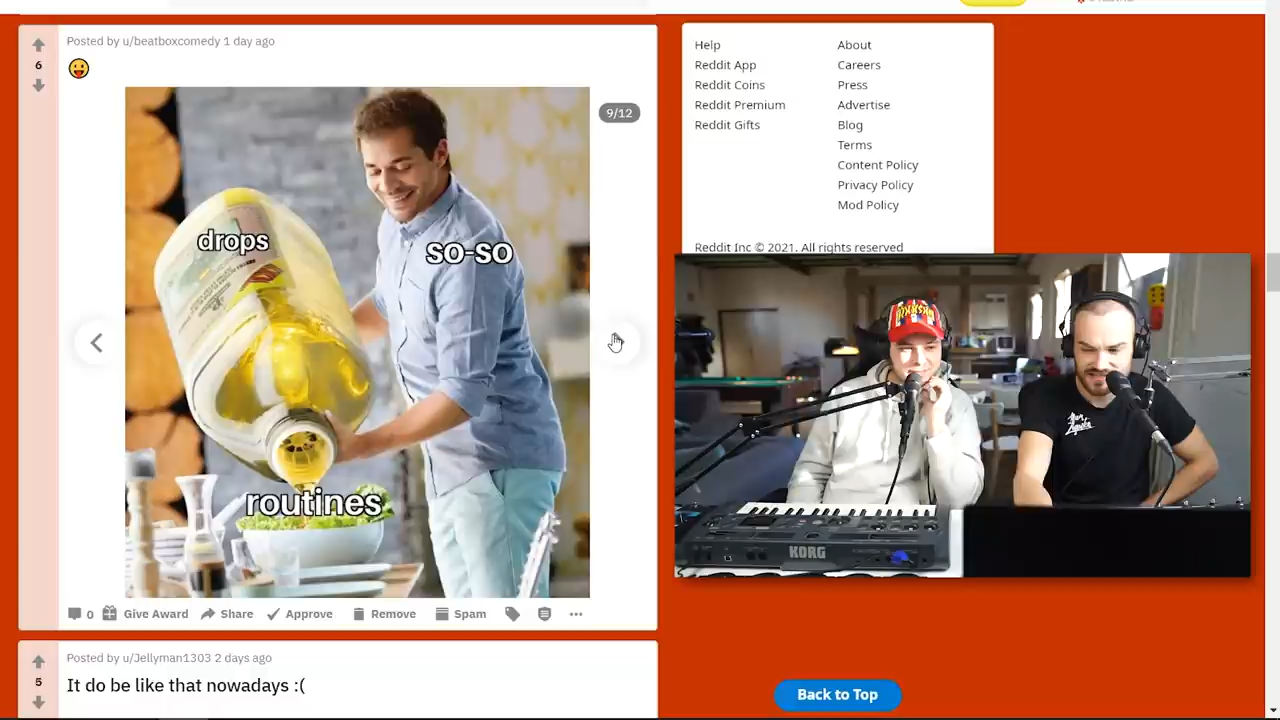 Posted by u/beatboxcomedy 1 day ago
6
9/12
drops
so-so
routines
0
Give Award
Share
Approve
Remove
Spam
Posted by u/Jellyman1303 2 days ago
5
It do be like that nowadays :(
Help
About
Reddit App
Careers
Reddit Coins
Press
Reddit Premium
Advertise
Reddit Gifts
Blog
Terms
Content Policy
Privacy Policy
Mod Policy
Reddit Inc © 2021. All rights reserved
KORG
Back to Top